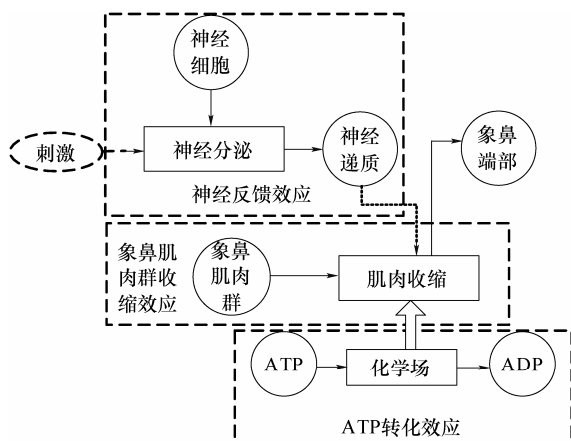 神经
细胞
刺激
神经分泌
神经
递质
象鼻
端部
神经反馈效应
象鼻肌
肉群收
缩效应
象鼻
肌肉
群
肌肉收缩
ATP
化学场
ADP
ATP转化效应